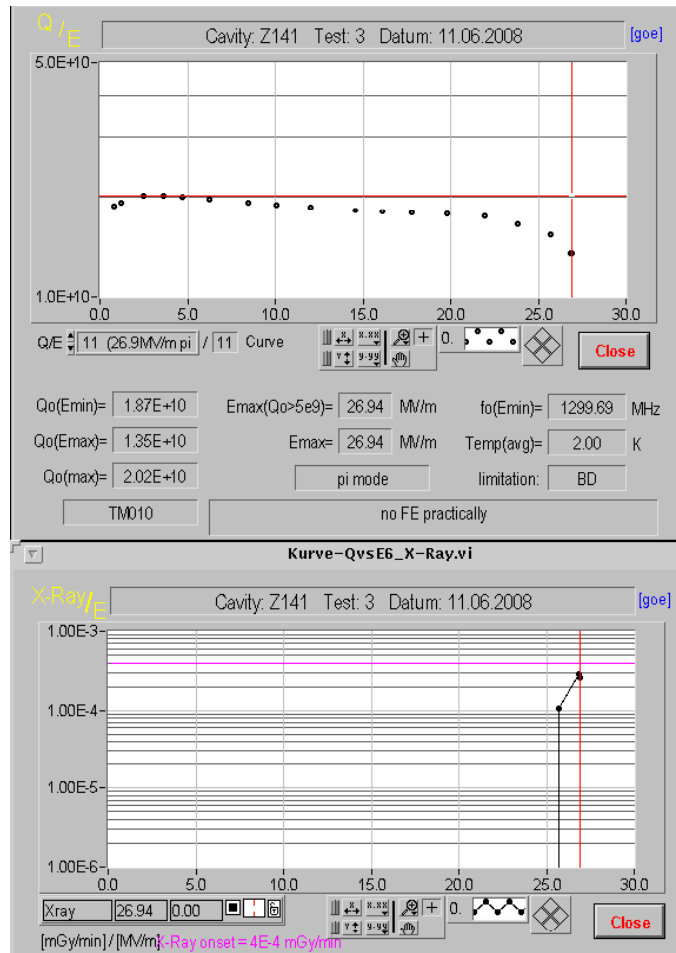 Q/E Cavity: Z141 Test: 3 Datum: 11.06.2008 [goe]
5.0E+10
1.0E+10
0.0 5.0 10.0 15.0 20.0 25.0 30.0
Q/E 11 (26.9MV/m pi / 11 Curve 0. Close
X.XX
Y.YY
Qo(Emin)= 1.87E+10 Emax(Qo>5e9)= 26.94 MV/m fo(Emin)= 1299.69 MHz
Qo(Emax)= 1.35E+10 Emax= 26.94 MV/m Temp(avg)= 2.00 K
Qo(max)= 2.02E+10 pi mode limitation: BD
TM010 no FE practically
Kurve-QvsE6_X-Ray.vi
X-Ray/E Cavity: Z141 Test: 3 Datum: 11.06.2008 [goe]
1.00E-3
1.00E-4
1.00E-5
1.00E-6
0.0 5.0 10.0 15.0 20.0 25.0 30.0
Xray 26.94 0.00 0. Close
X.XX
Y.YY
[mGy/min] / [MV/m] X-Ray onset = 4E-4 mGy/min